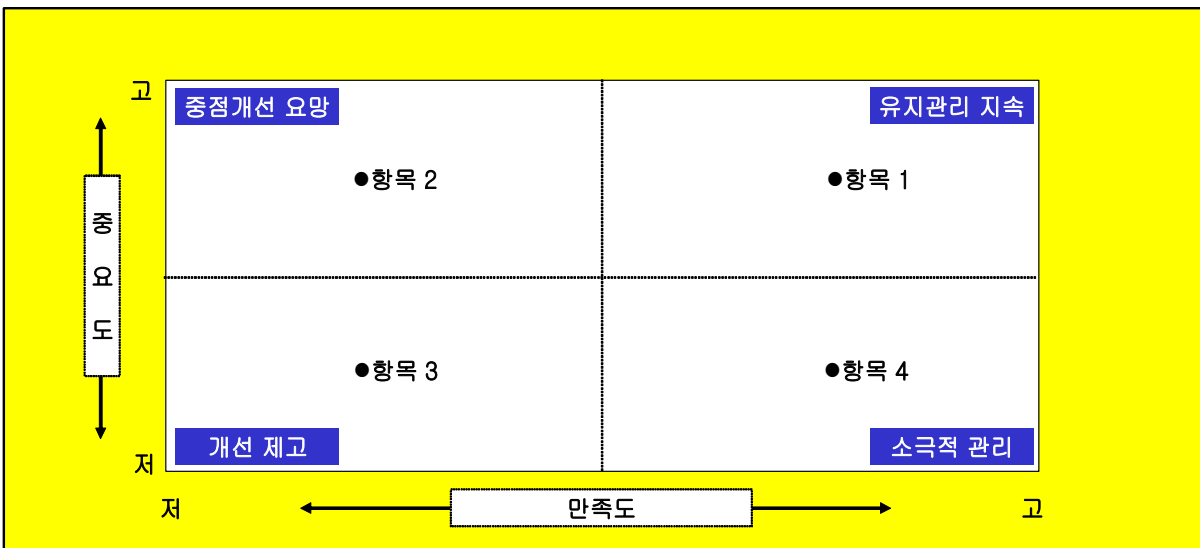 고
중점개선 요망
유지관리 지속
●항목 2
●항목 1
중
요
도
●항목 3
●항목 4
개선 제고
소극적 관리
저
저
만족도
고